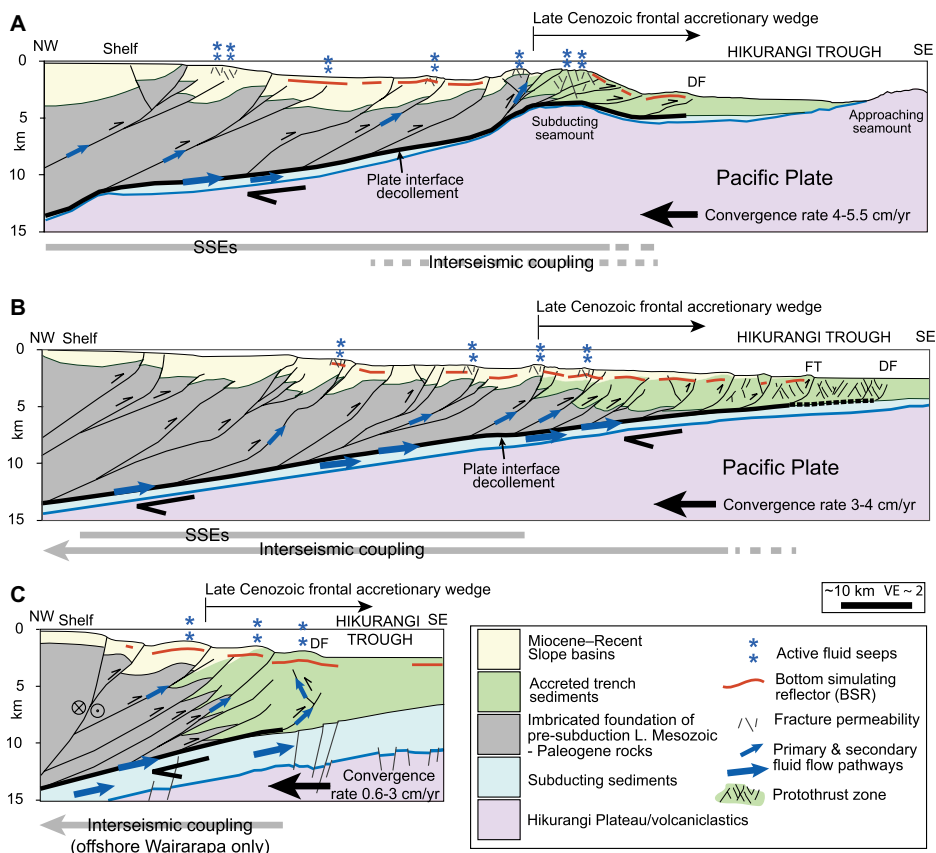 A
Late Cenozoic frontal accretionary wedge
NW
Shelf
HIKURANGI TROUGH
SE
0
5
10
15
km
DF
Subducting
seamount
Approaching
seamount
Plate interface
decollement
Pacific Plate
Convergence rate 4-5.5 cm/yr
SSEs
Interseismic coupling
B
Late Cenozoic frontal accretionary wedge
NW
Shelf
HIKURANGI TROUGH
SE
0
5
10
15
km
FT
DF
Plate interface
decollement
Pacific Plate
Convergence rate 3-4 cm/yr
SSEs
Interseismic coupling
C
Late Cenozoic frontal accretionary wedge
NW
Shelf
HIKURANGI
TROUGH
SE
0
5
10
15
km
DF
Convergence
rate 0.6-3 cm/yr
Interseismic coupling
(offshore Wairarapa only)
~10 km VE ~ 2
Miocene–Recent
Slope basins
Accreted trench
sediments
Imbricated foundation of
pre-subduction L. Mesozoic
- Paleogene rocks
Subducting sediments
Hikurangi Plateau/volcaniclastics
Active fluid seeps
Bottom simulating
reflector (BSR)
Fracture permeability
Primary & secondary
fluid flow pathways
Protothrust zone